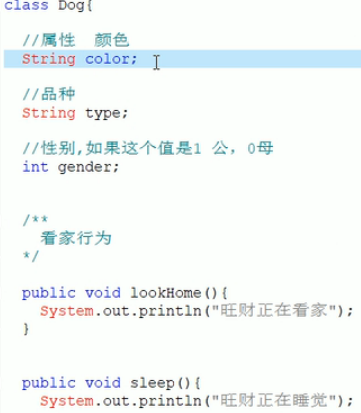 class Dog{
//属性 颜色
String color;
//品种
String type;
//性别,如果这个值是1 公，0母
int gender;
/**
看家行为
*/
public void lookHome(){
System.out.println("旺财正在看家");
}
public void sleep(){
System.out.println("旺财正在睡觉");